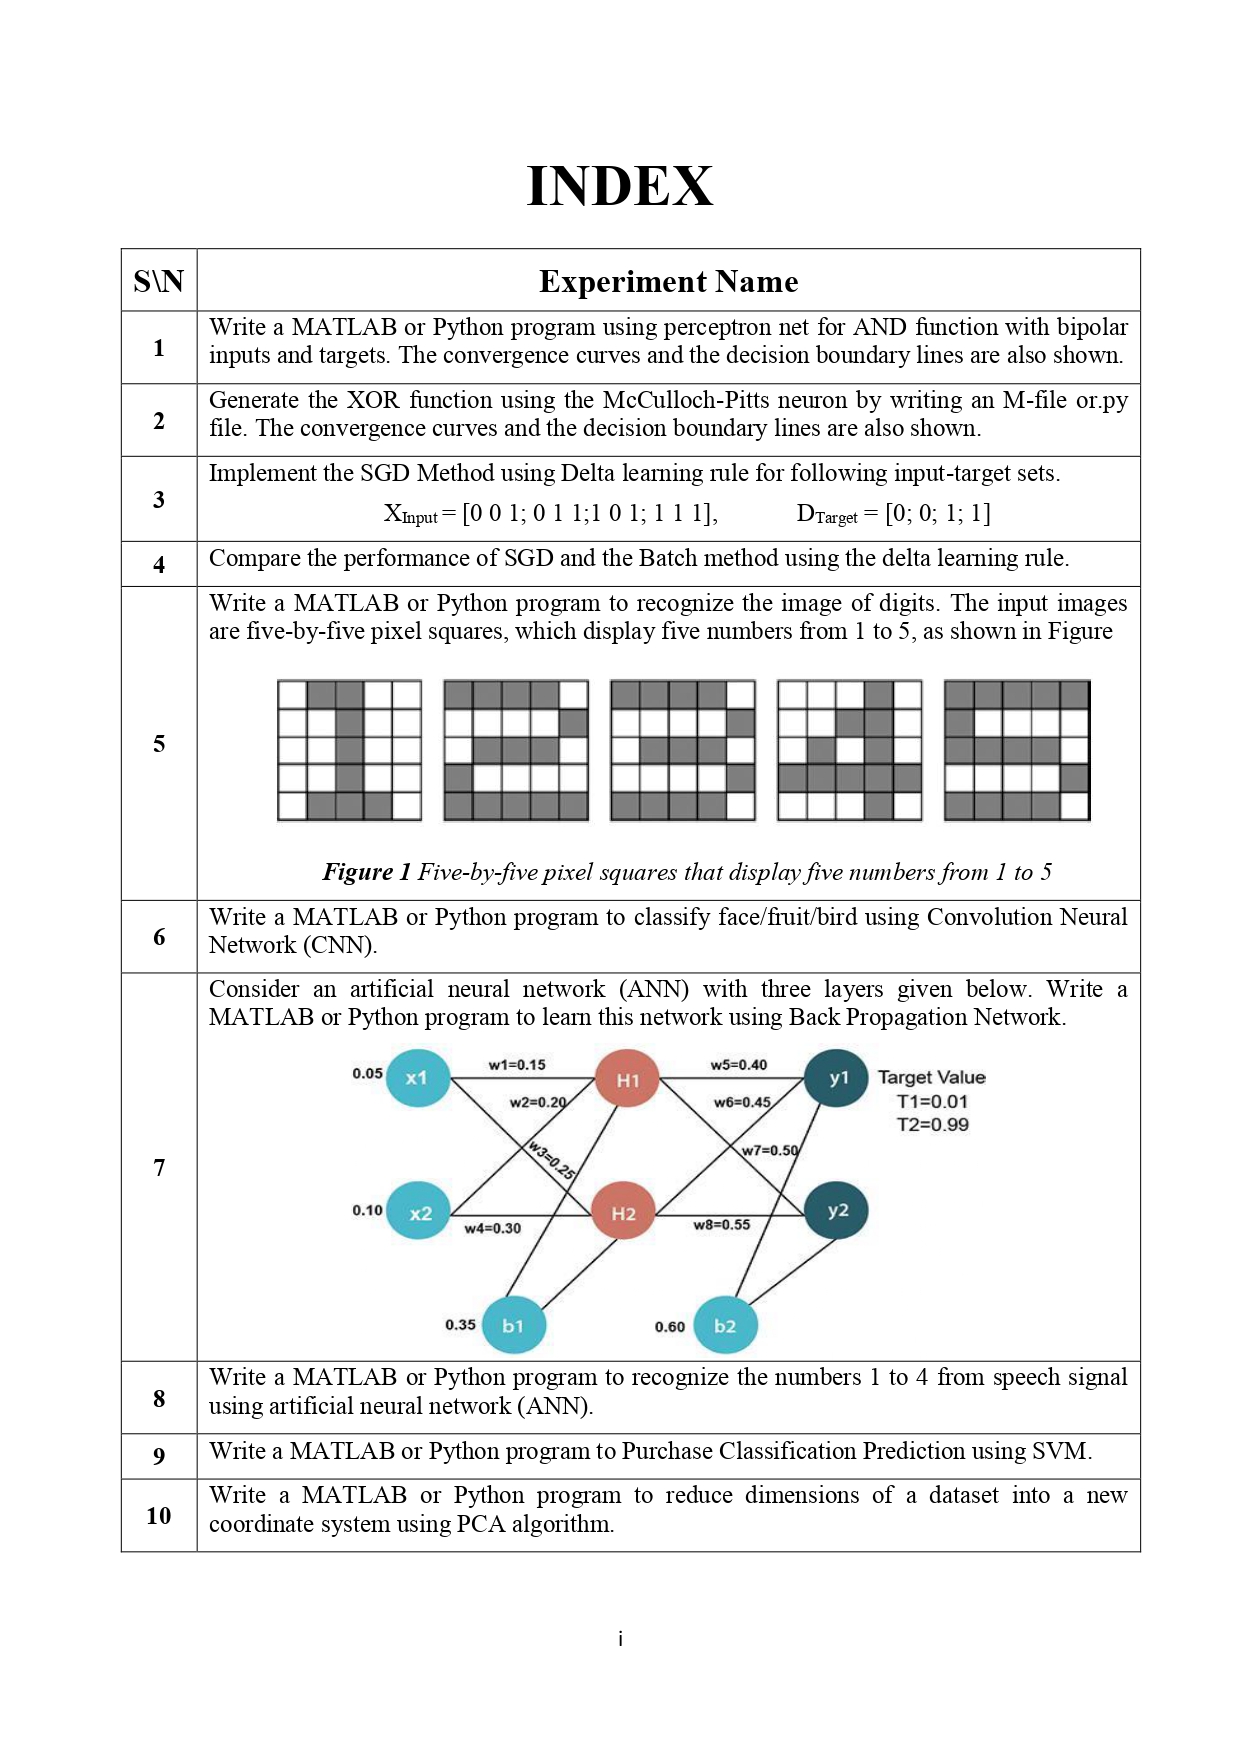 INDEX
S\N Experiment Name
1 Write a MATLAB or Python program using perceptron net for AND function with bipolar
inputs and targets. The convergence curves and the decision boundary lines are also shown.
2 Generate the XOR function using the McCulloch-Pitts neuron by writing an M-file or.py
file. The convergence curves and the decision boundary lines are also shown.
3 Implement the SGD Method using Delta learning rule for following input-target sets.
XInput = [0 0 1; 0 1 1;1 0 1; 1 1 1], DTarget = [0; 0; 1; 1]
4 Compare the performance of SGD and the Batch method using the delta learning rule.
5 Write a MATLAB or Python program to recognize the image of digits. The input images
are five-by-five pixel squares, which display five numbers from 1 to 5, as shown in Figure
Figure 1 Five-by-five pixel squares that display five numbers from 1 to 5
6 Write a MATLAB or Python program to classify face/fruit/bird using Convolution Neural
Network (CNN).
7 Consider an artificial neural network (ANN) with three layers given below. Write a
MATLAB or Python program to learn this network using Back Propagation Network.
0.05 x1 w1=0.15 H1 w5=0.40 y1 Target Value
w2=0.20 w6=0.45 T1=0.01
T2=0.99
w3=0.25 w7=0.50
0.10 x2 w4=0.30 H2 w8=0.55 y2
0.35 b1 0.60 b2
8 Write a MATLAB or Python program to recognize the numbers 1 to 4 from speech signal
using artificial neural network (ANN).
9 Write a MATLAB or Python program to Purchase Classification Prediction using SVM.
10 Write a MATLAB or Python program to reduce dimensions of a dataset into a new
coordinate system using PCA algorithm.
i